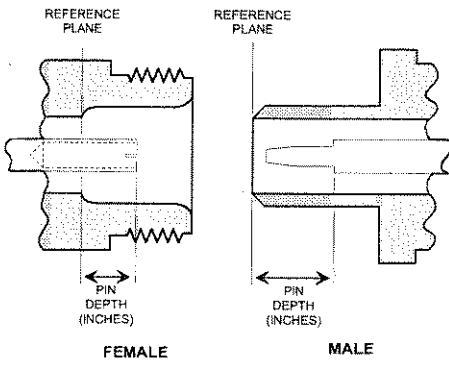 REFERENCE
PLANE
REFERENCE
PLANE
PIN
DEPTH
(INCHES)
PIN
DEPTH
(INCHES)
FEMALE
MALE